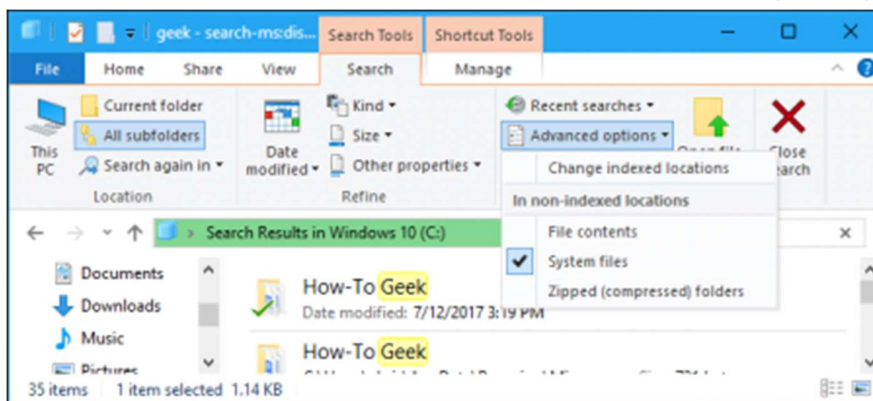 geek - search-ms:dis... Search Tools Shortcut Tools
File Home Share View Search Manage
Current folder Kind Recent searches
All subfolders Size Advanced options
This PC Search again in Date modified Other properties Open file Close search
Change indexed locations
Location Refine
In non-indexed locations
Search Results in Windows 10 (C:)
File contents
Documents System files
How-To Geek
Zipped (compressed) folders
Downloads Date modified: 7/12/2017 3:19 PM
Music
How-To Geek
Pictures
35 items 1 item selected 1.14 KB